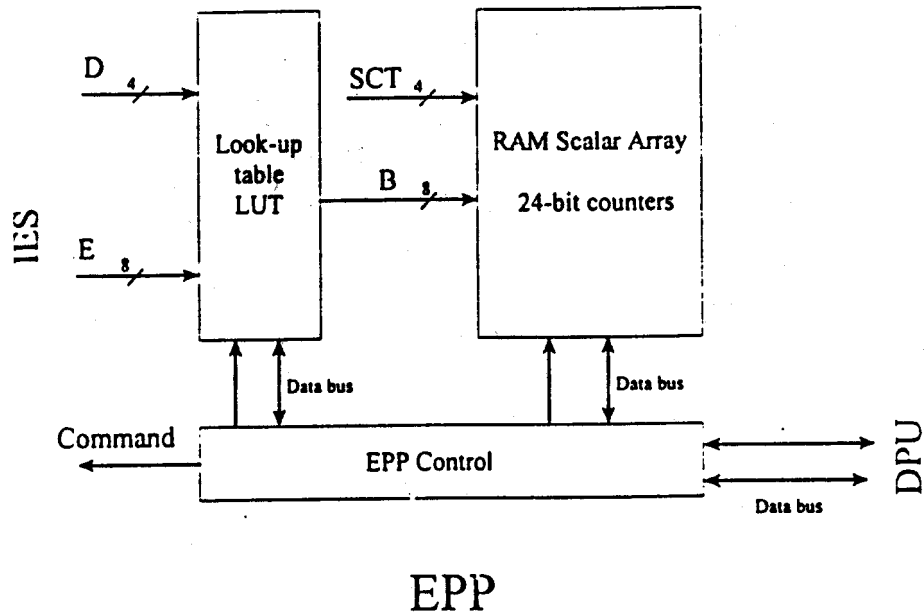 D 4
SCT 4
Look-up
table
LUT
RAM Scalar Array
B 8
24-bit counters
IES
E 8
Data bus
Data bus
Command
EPP Control
DPU
Data bus
EPP